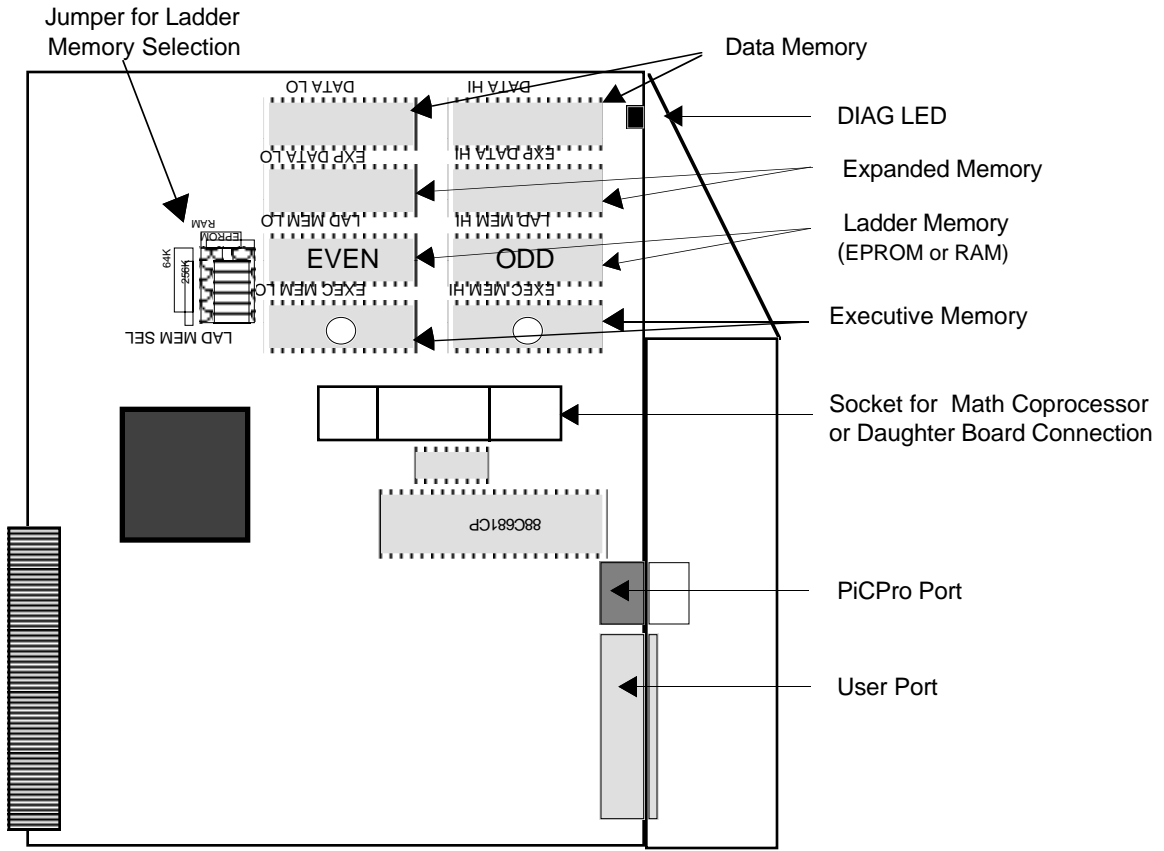 Jumper for Ladder
Memory Selection
Data Memory
DATA LO
DATA HI
DIAG LED
EXP DATA LO
EXP DATA HI
Expanded Memory
LAD MEM LO
LAD MEM HI
RAM
EPROM
Ladder Memory
(EPROM or RAM)
64K
256K
EVEN
ODD
EXEC MEM LO
EXEC MEM HI
Executive Memory
LAD MEM SEL
Socket for Math Coprocessor
or Daughter Board Connection
88C681CP
PiCPro Port
User Port